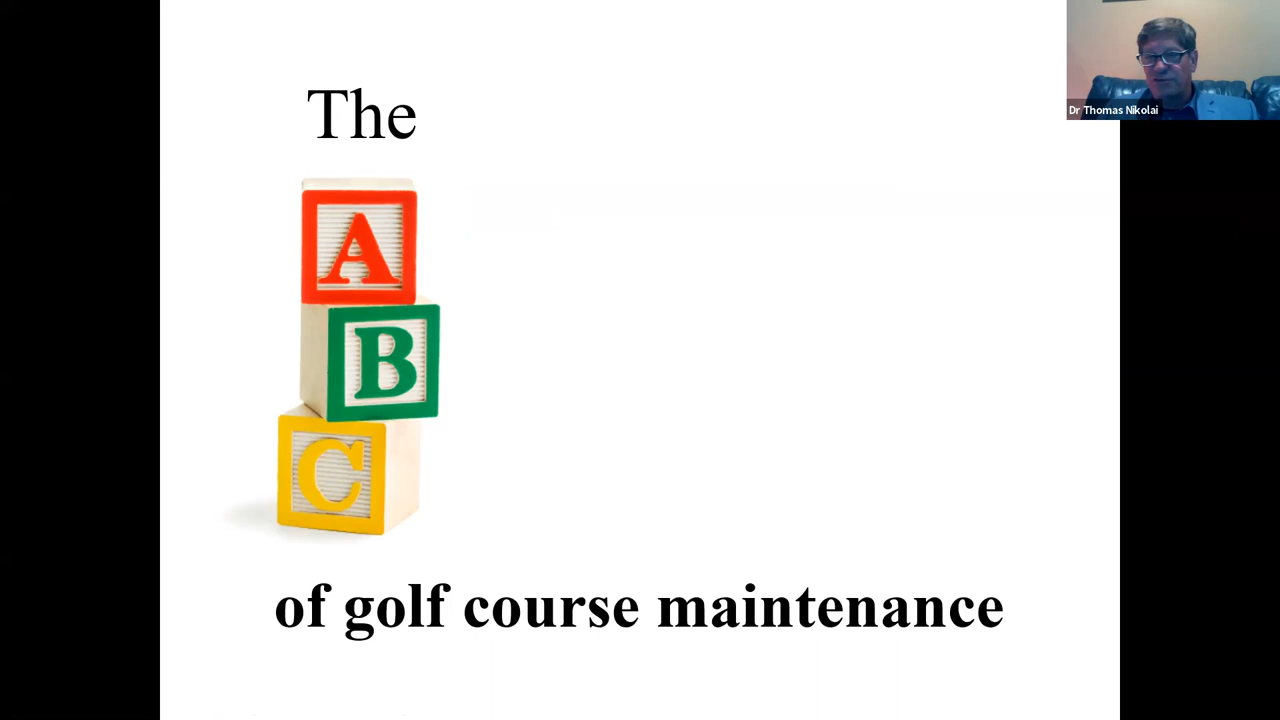 The
A
B
C
of golf course maintenance
Dr Thomas Nikolai